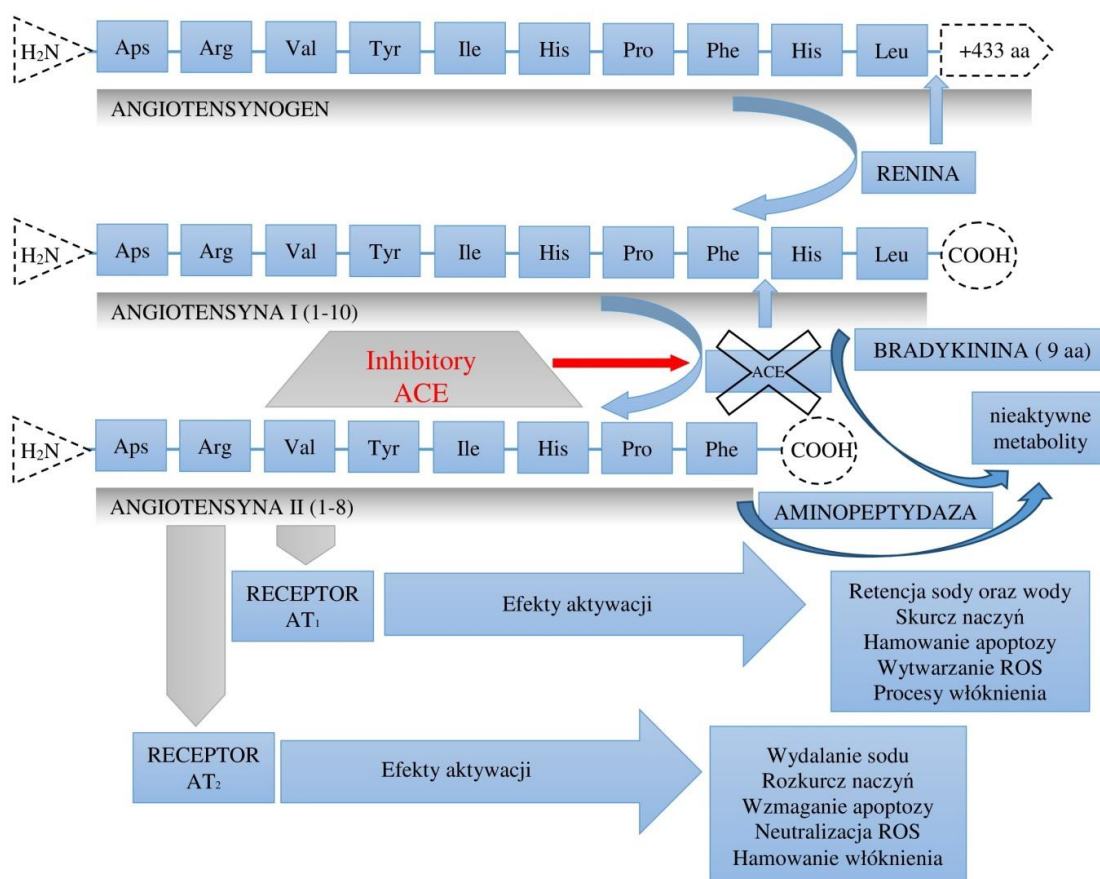 H₂N Aps Arg Val Tyr Ile His Pro Phe His Leu +433 aa
ANGIOTENSYNOGEN
RENINA
H₂N Aps Arg Val Tyr Ile His Pro Phe His Leu COOH
ANGIOTENSYNA I (1-10)
Inhibitory
ACE
ACE
BRADYKININA ( 9 aa)
nieaktywne
metabolity
H₂N Aps Arg Val Tyr Ile His Pro Phe COOH
ANGIOTENSYNA II (1-8)
AMINOPEPTYDAZA
RECEPTOR
AT₁
Efekty aktywacji
Retencja sody oraz wody
Skurcz naczyń
Hamowanie apoptozy
Wytwarzanie ROS
Procesy włóknienia
RECEPTOR
AT₂
Efekty aktywacji
Wydalanie sodu
Rozkurcz naczyń
Wzmaganie apoptozy
Neutralizacja ROS
Hamowanie włóknienia